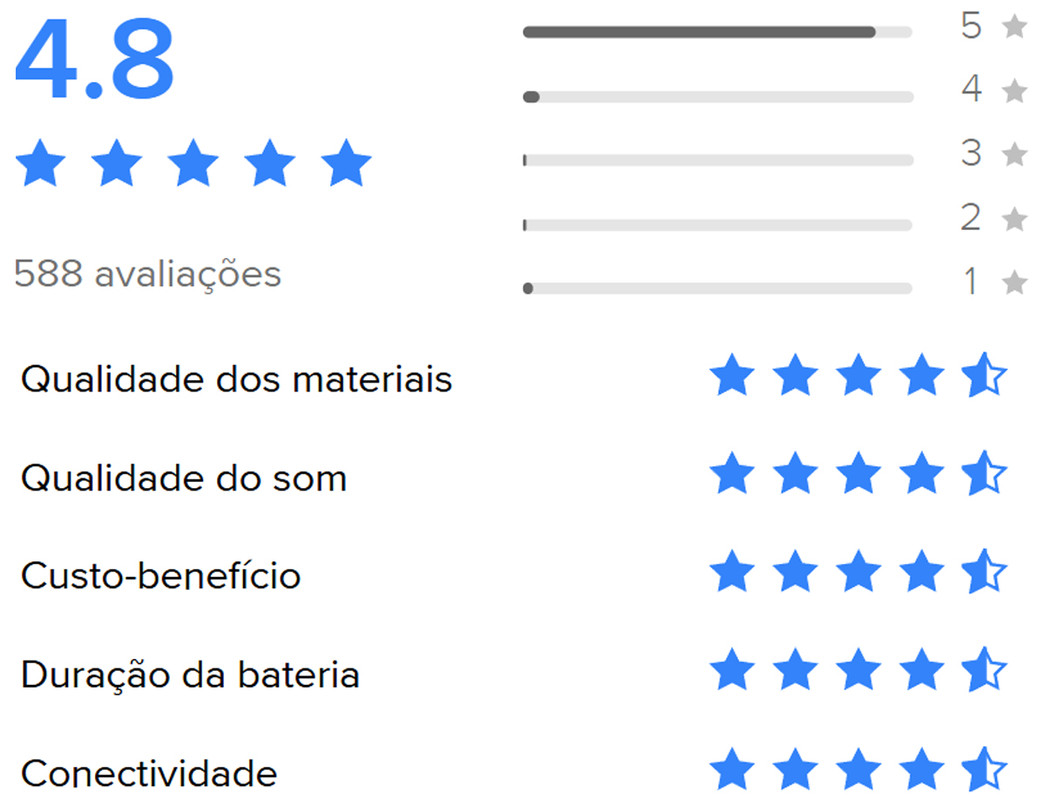 4.8
588 avaliações
5
4
3
2
1
Qualidade dos materiais
Qualidade do som
Custo-benefício
Duração da bateria
Conectividade